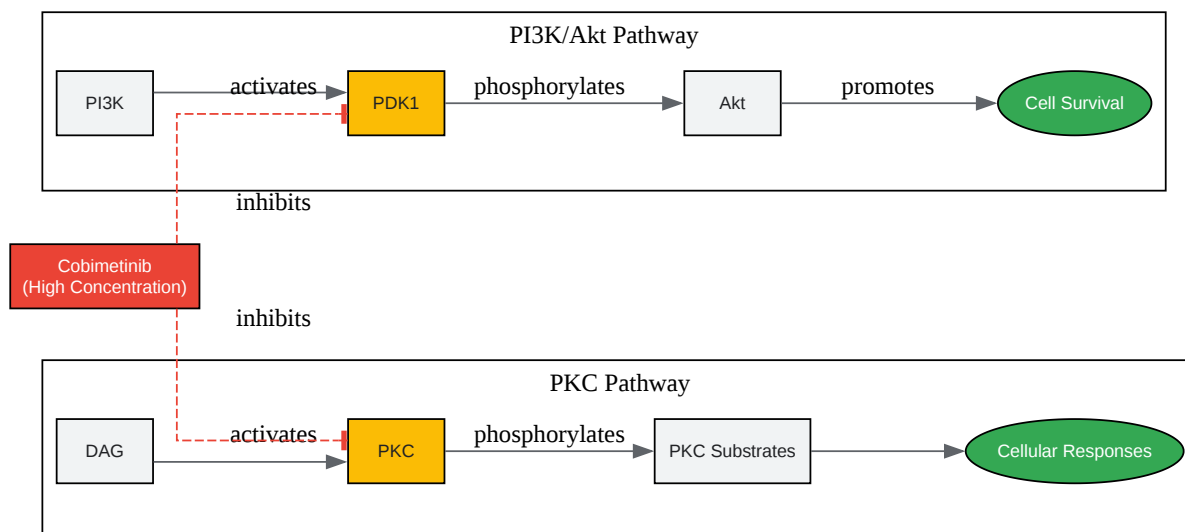 PI3K/Akt Pathway
PI3K
activates
PDK1
phosphorylates
Akt
promotes
Cell Survival
inhibits
Cobimetinib
(High Concentration)
inhibits
PKC Pathway
DAG
activates
PKC
phosphorylates
PKC Substrates
Cellular Responses